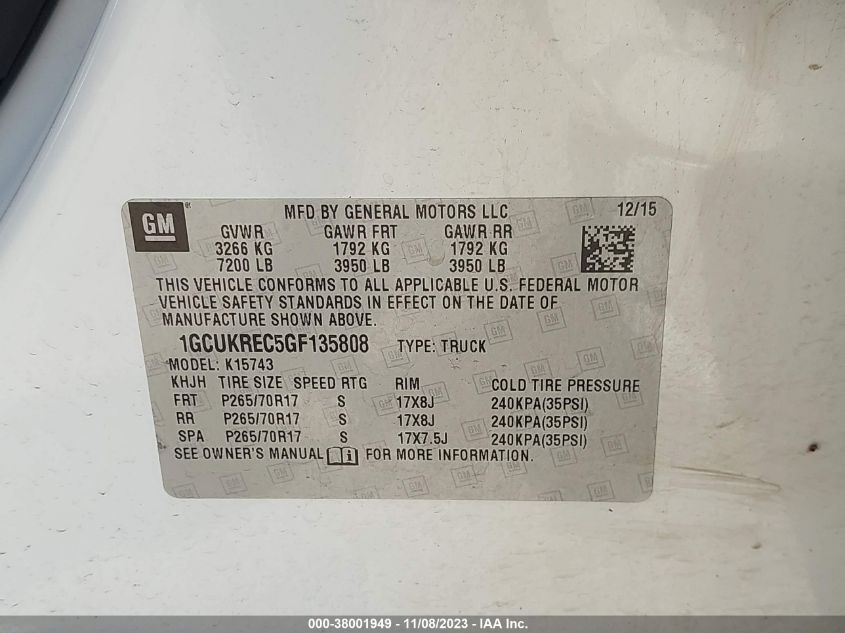 GM
MFD BY GENERAL MOTORS LLC 12/15
GVWR GAWR FRT GAWR RR
3266 KG 1792 KG 1792 KG
7200 LB 3950 LB 3950 LB
THIS VEHICLE CONFORMS TO ALL APPLICABLE U.S. FEDERAL MOTOR
VEHICLE SAFETY STANDARDS IN EFFECT ON THE DATE OF
MANUFACTURE SHOWN ABOVE.
1GCUKREC5GF135808 TYPE: TRUCK
MODEL: K15743
KHJH TIRE SIZE SPEED RTG RIM COLD TIRE PRESSURE
FRT P265/70R17 S 17X8J 240KPA(35PSI)
RR P265/70R17 S 17X8J 240KPA(35PSI)
SPA P265/70R17 S 17X7.5J 240KPA(35PSI)
SEE OWNER'S MANUAL FOR MORE INFORMATION.
000-38001949 - 11/08/2023 - IAA Inc.